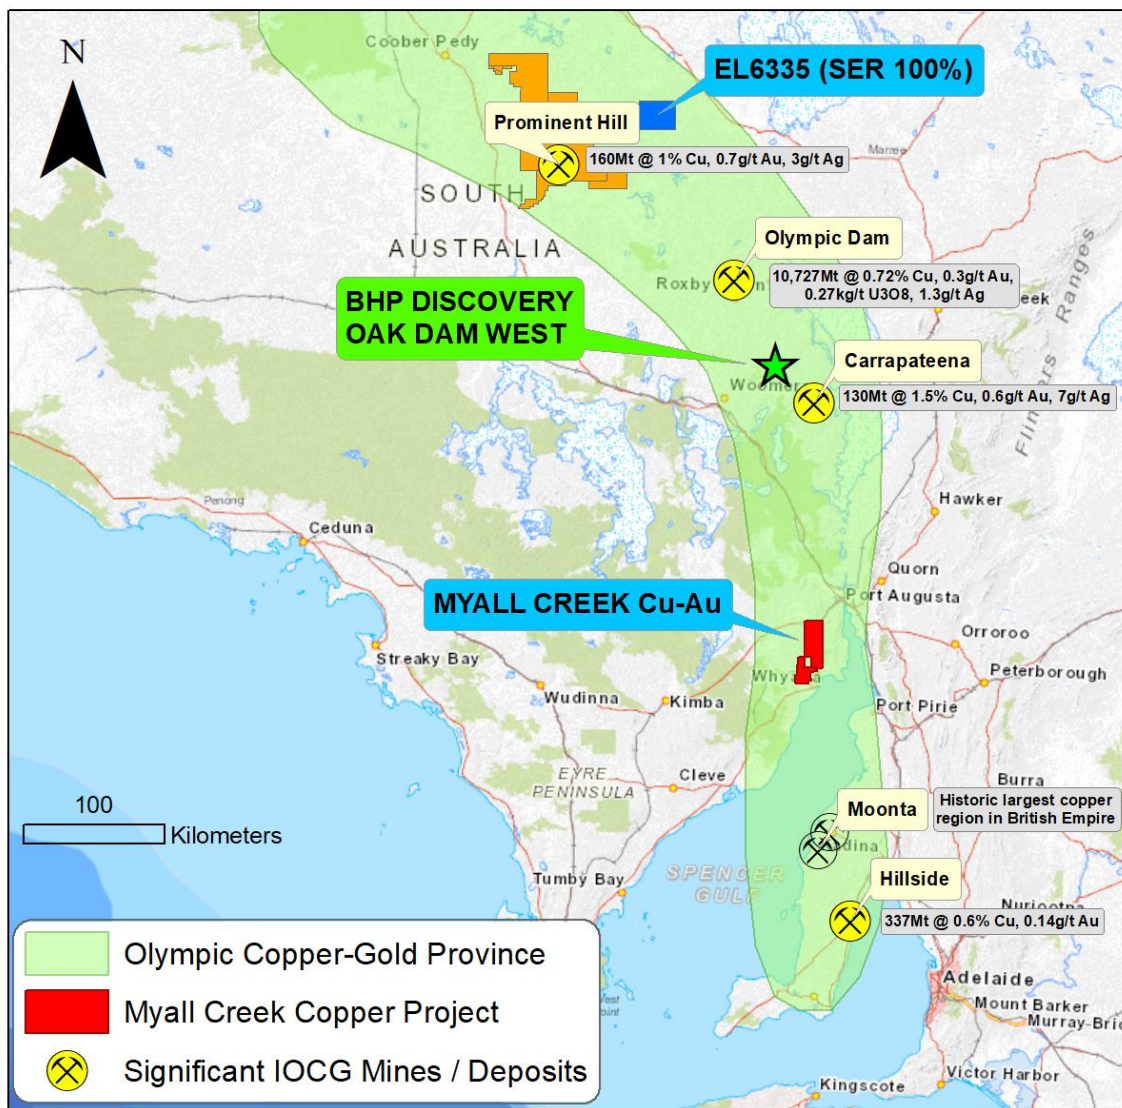 N
Coober Pedy
EL6335 (SER 100%)
Prominent Hill
160Mt @ 1% Cu, 0.7g/t Au, 3g/t Ag
Marree
SOUTH
AUSTRALIA
Olympic Dam
Roxby
10,727Mt @ 0.72% Cu, 0.3g/t Au,
0.27kg/t U3O8, 1.3g/t Ag
BHP DISCOVERY
OAK DAM WEST
Carrapateena
130Mt @ 1.5% Cu, 0.6g/t Au, 7g/t Ag
Ranges
Hawker
Penong
Ceduna
Quorn
Port Augusta
MYALL CREEK Cu-Au
Orroroo
Streaky Bay
Peterborough
Wudinna
Kimba
Port Pirie
EYRE
PENINSULA
Cleve
Burra
100
Kilometers
Moonta
Historic largest copper
region in British Empire
SPENCER
GULF
Tumby Bay
Hillside
337Mt @ 0.6% Cu, 0.14g/t Au
Olympic Copper-Gold Province
Myall Creek Copper Project
Significant IOCG Mines / Deposits
Adelaide
Mount Barker
Victor Harbor
Kingscote